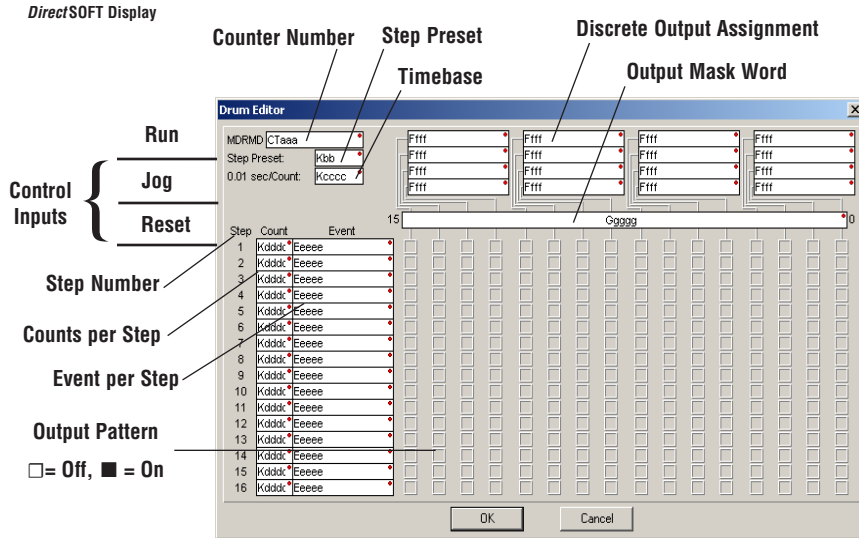 DirectSOFT Display
Counter Number
Step Preset
Discrete Output Assignment
Timebase
Output Mask Word
Drum Editor
Run
Control Inputs
Jog
Reset
MDRMD CTaaa
Step Preset: Kbb
0.01 sec/Count: Kcccc
Ffff Ffff Ffff Ffff
Ffff Ffff Ffff Ffff
Ffff Ffff Ffff Ffff
Ffff Ffff Ffff Ffff
15 Ggggg 0
Step Count Event
1 Kdddc Eeeee
2 Kdddc Eeeee
3 Kdddc Eeeee
4 Kdddc Eeeee
5 Kdddc Eeeee
6 Kdddc Eeeee
7 Kdddc Eeeee
8 Kdddc Eeeee
9 Kdddc Eeeee
10 Kdddc Eeeee
11 Kdddc Eeeee
12 Kdddc Eeeee
13 Kdddc Eeeee
14 Kdddc Eeeee
15 Kdddc Eeeee
16 Kdddc Eeeee
Step Number
Counts per Step
Event per Step
Output Pattern
□= Off, ■ = On
OK Cancel